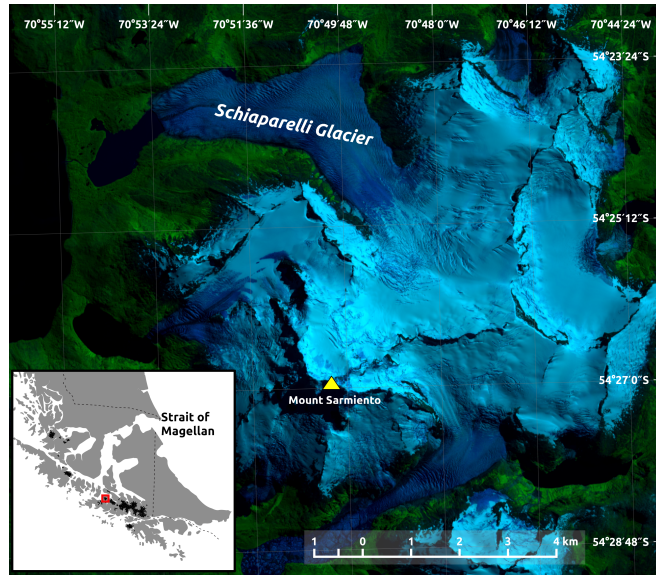 70°55′12″W 70°53′24″W 70°51′36″W 70°49′48″W 70°48′0″W 70°46′12″W 70°44′24″W
54°23′24″S
Schiaparelli Glacier
54°25′12″S
54°27′0″S
Mount Sarmiento
Strait of
Magellan
54°28′48″S
1 0 1 2 3 4 km